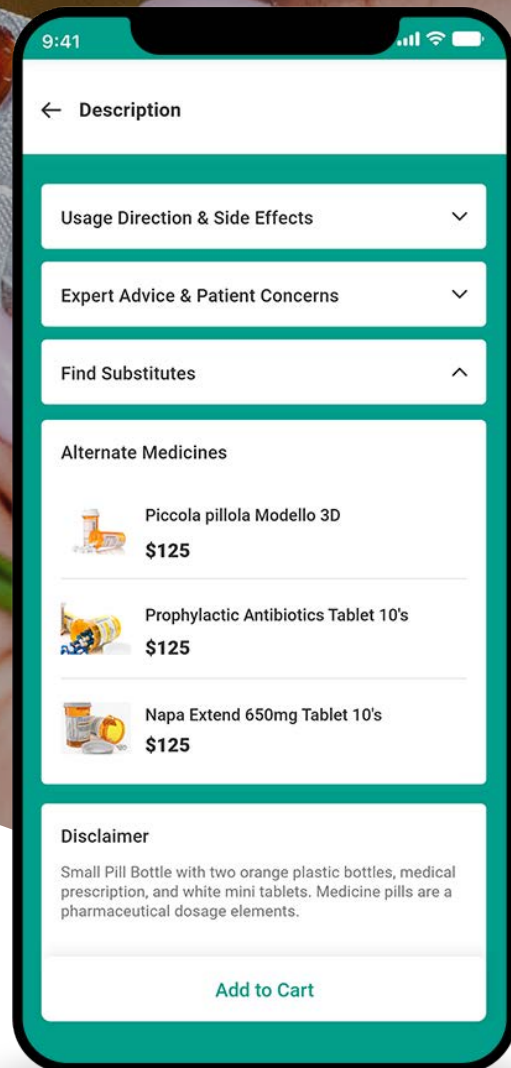 9:41
Description
Usage Direction & Side Effects
Expert Advice & Patient Concerns
Find Substitutes
Alternate Medicines
Piccola pillola Modello 3D
$125
Prophylactic Antibiotics Tablet 10's
$125
Napa Extend 650mg Tablet 10's
$125
Disclaimer
Small Pill Bottle with two orange plastic bottles, medical
prescription, and white mini tablets. Medicine pills are a
pharmaceutical dosage elements.
Add to Cart